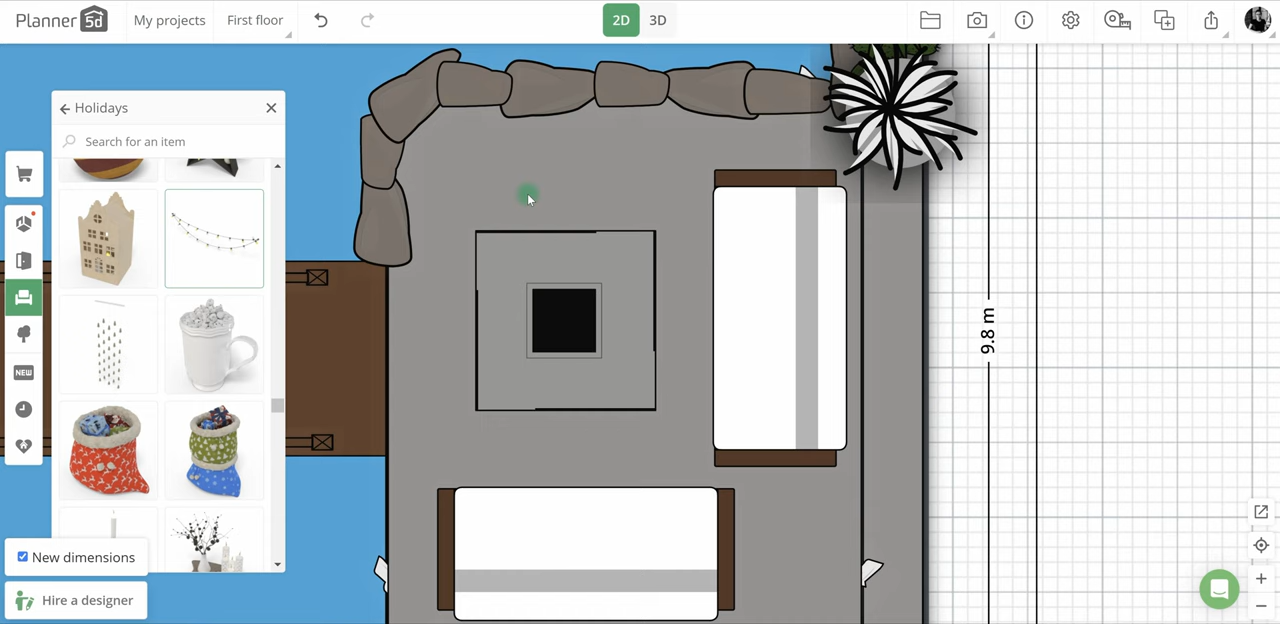 Planner 5d
My projects
First floor
2D
3D
Holidays
Search for an item
NEW
9.8 m
New dimensions
Hire a designer